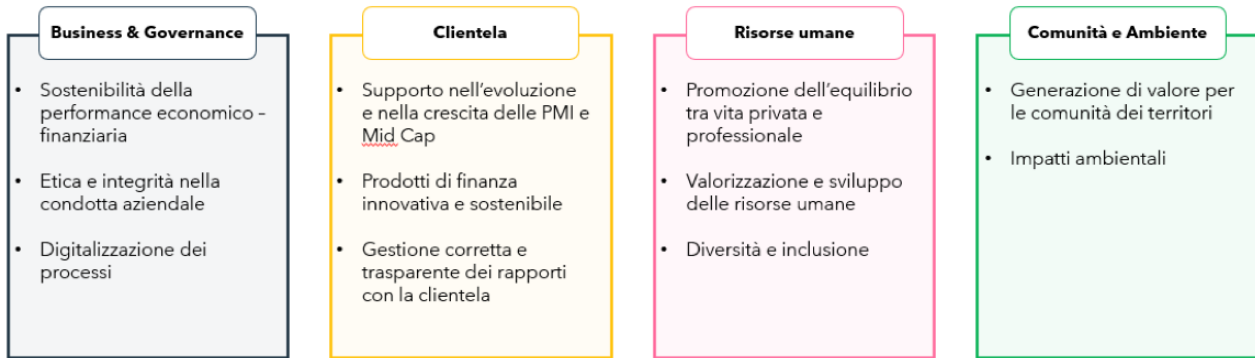 Business & Governance
• Sostenibilità della
performance economico –
finanziaria
• Etica e integrità nella
condotta aziendale
• Digitalizzazione dei
processi
Clientela
• Supporto nell’evoluzione
e nella crescita delle PMI e
Mid Cap
• Prodotti di finanza
innovativa e sostenibile
• Gestione corretta e
trasparente dei rapporti
con la clientela
Risorse umane
• Promozione dell’equilibrio
tra vita privata e
professionale
• Valorizzazione e sviluppo
delle risorse umane
• Diversità e inclusione
Comunità e Ambiente
• Generazione di valore per
le comunità dei territori
• Impatti ambientali